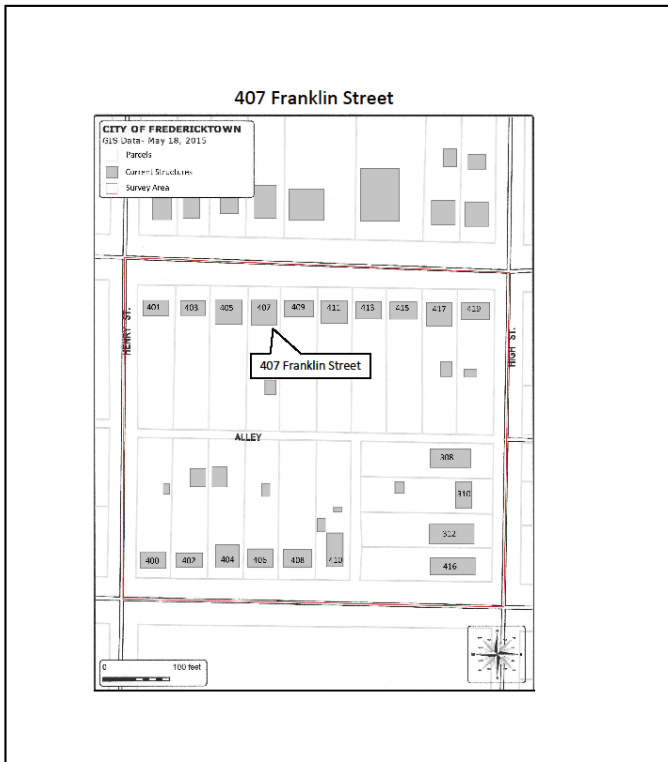 407 Franklin Street
CITY OF FREDERICKTOWN
GIS Data- May 18, 2015
Parcels
Current Structures
Survey Area
HENRY ST.
401 403 405 407 409 411 413 415 417 419
HIGH ST.
407 Franklin Street
ALLEY
308
310
312
400 402 404 406 408 410 416
0 100 feet